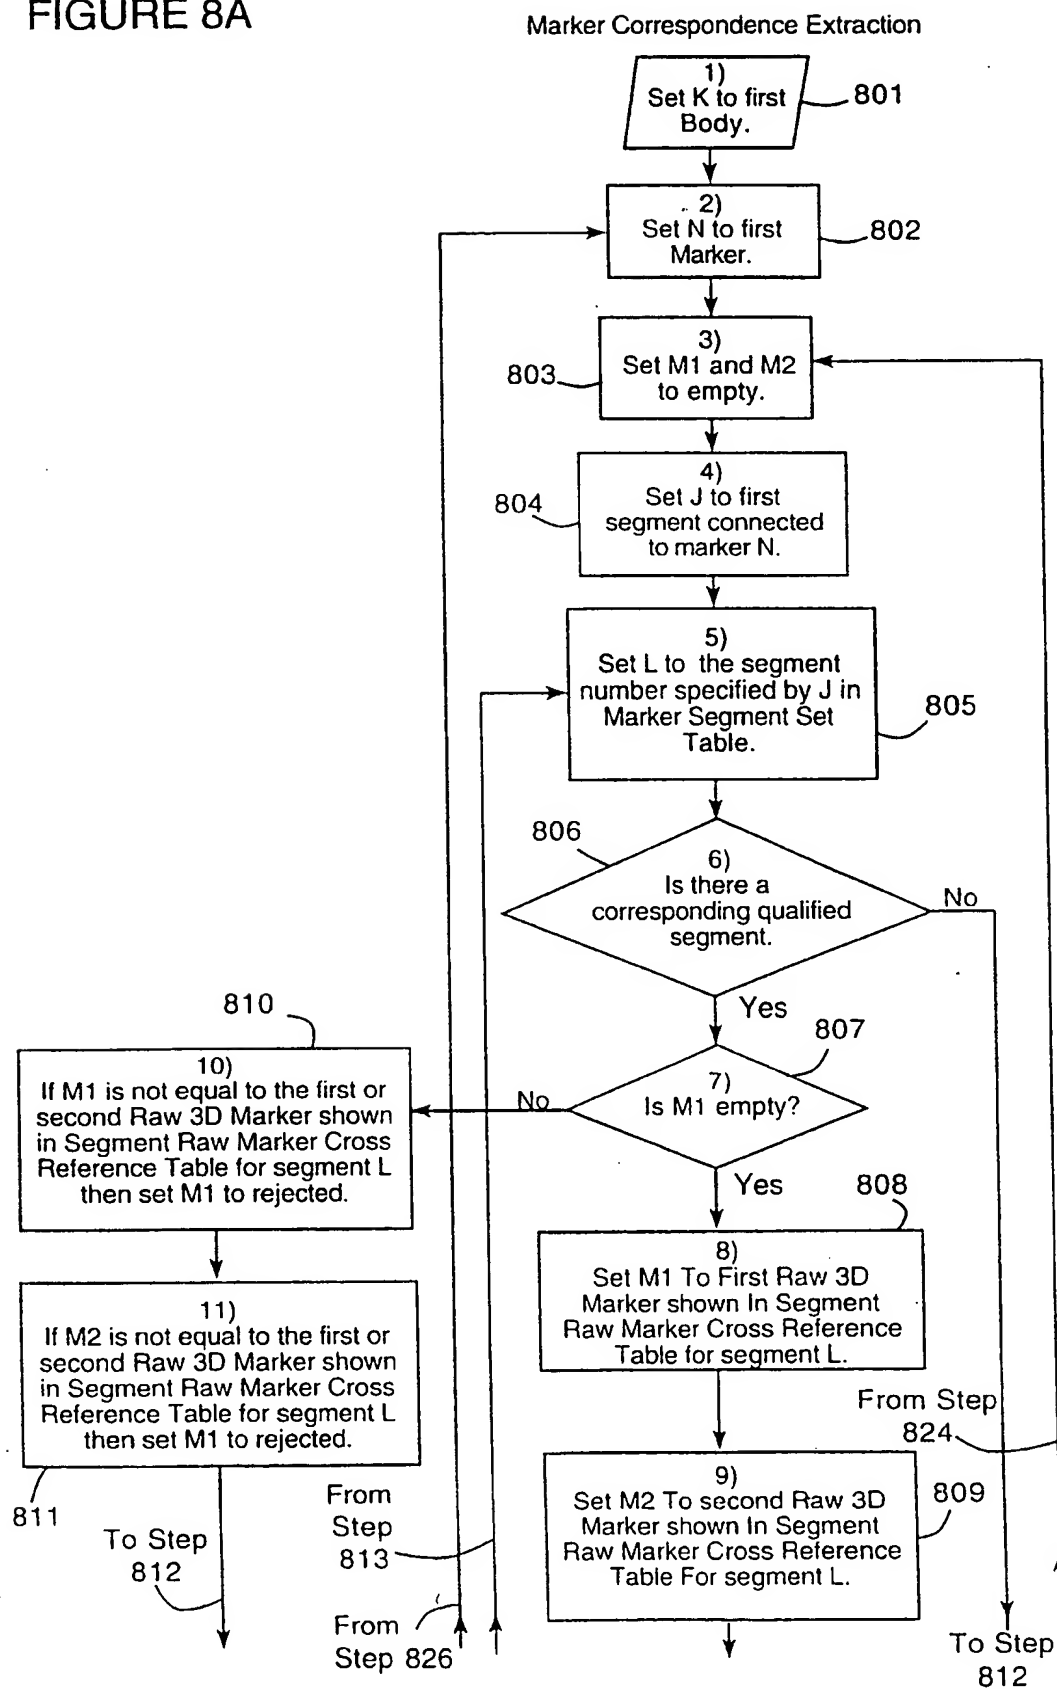 FIGURE 8A
Marker Correspondence Extraction
1)
Set K to first
Body.
801
2)
Set N to first
Marker.
802
3)
Set M1 and M2
to empty.
803
4)
Set J to first
segment connected
to marker N.
804
5)
Set L to the segment
number specified by J in
Marker Segment Set
Table.
805
806
6)
Is there a
corresponding qualified
segment.
No
Yes
807
7)
Is M1 empty?
No
Yes
810
10)
If M1 is not equal to the first or
second Raw 3D Marker shown
in Segment Raw Marker Cross
Reference Table for segment L
then set M1 to rejected.
808
8)
Set M1 To First Raw 3D
Marker shown In Segment
Raw Marker Cross Reference
Table for segment L.
11)
If M2 is not equal to the first or
second Raw 3D Marker shown
in Segment Raw Marker Cross
Reference Table for segment L
then set M1 to rejected.
811
From Step
824
9)
Set M2 To second Raw 3D
Marker shown In Segment
Raw Marker Cross Reference
Table For segment L.
809
To Step
812
From
Step
813
From
Step 826
To Step
812